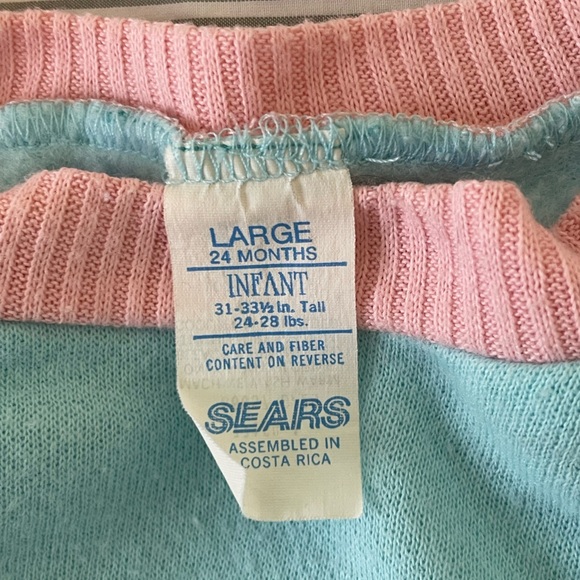 LARGE
24 MONTHS
INFANT
31-33½ in. Tall
24-28 lbs.
CARE AND FIBER
CONTENT ON REVERSE
SEARS
ASSEMBLED IN
COSTA RICA